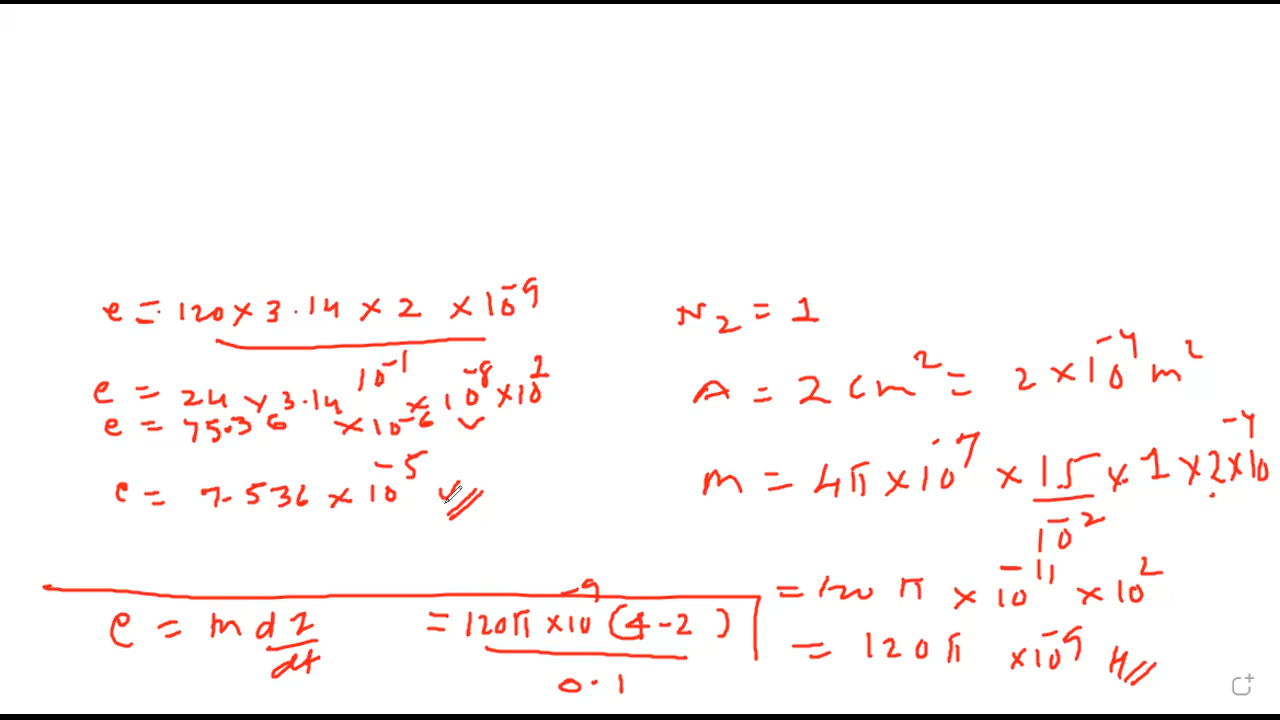 e = 120 × 3.14 × 2 × 10⁻⁹
e = 24 × 3.14 10⁻¹ × 10⁻⁸ × 10²
e = 75.36 × 10⁻⁶ ✓
e = 7.536 × 10⁻⁵ ✓
e = m dI/dt = 120π × 10⁻⁹ (4-2) / 0.1
N₂ = 1
A = 2 cm² = 2 × 10⁻⁴ m²
m = 4π × 10⁻⁷ × 15/10⁻² × 1 × 2 × 10⁻⁴
= 120 π × 10⁻¹¹ × 10²
= 120π × 10⁻⁹ H